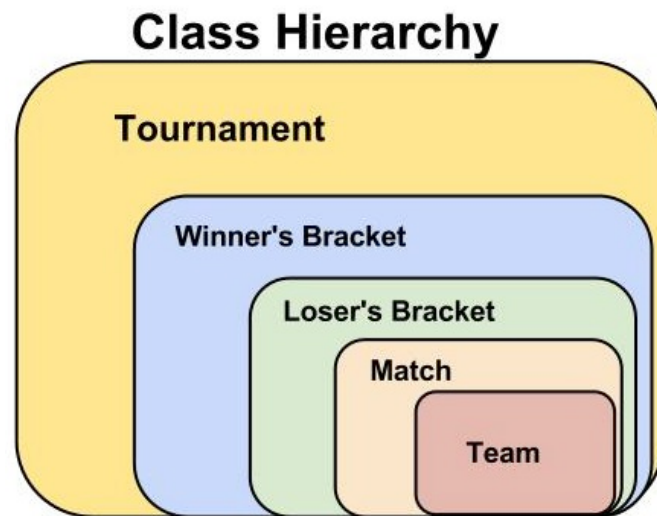 Class Hierarchy
Tournament
Winner's Bracket
Loser's Bracket
Match
Team